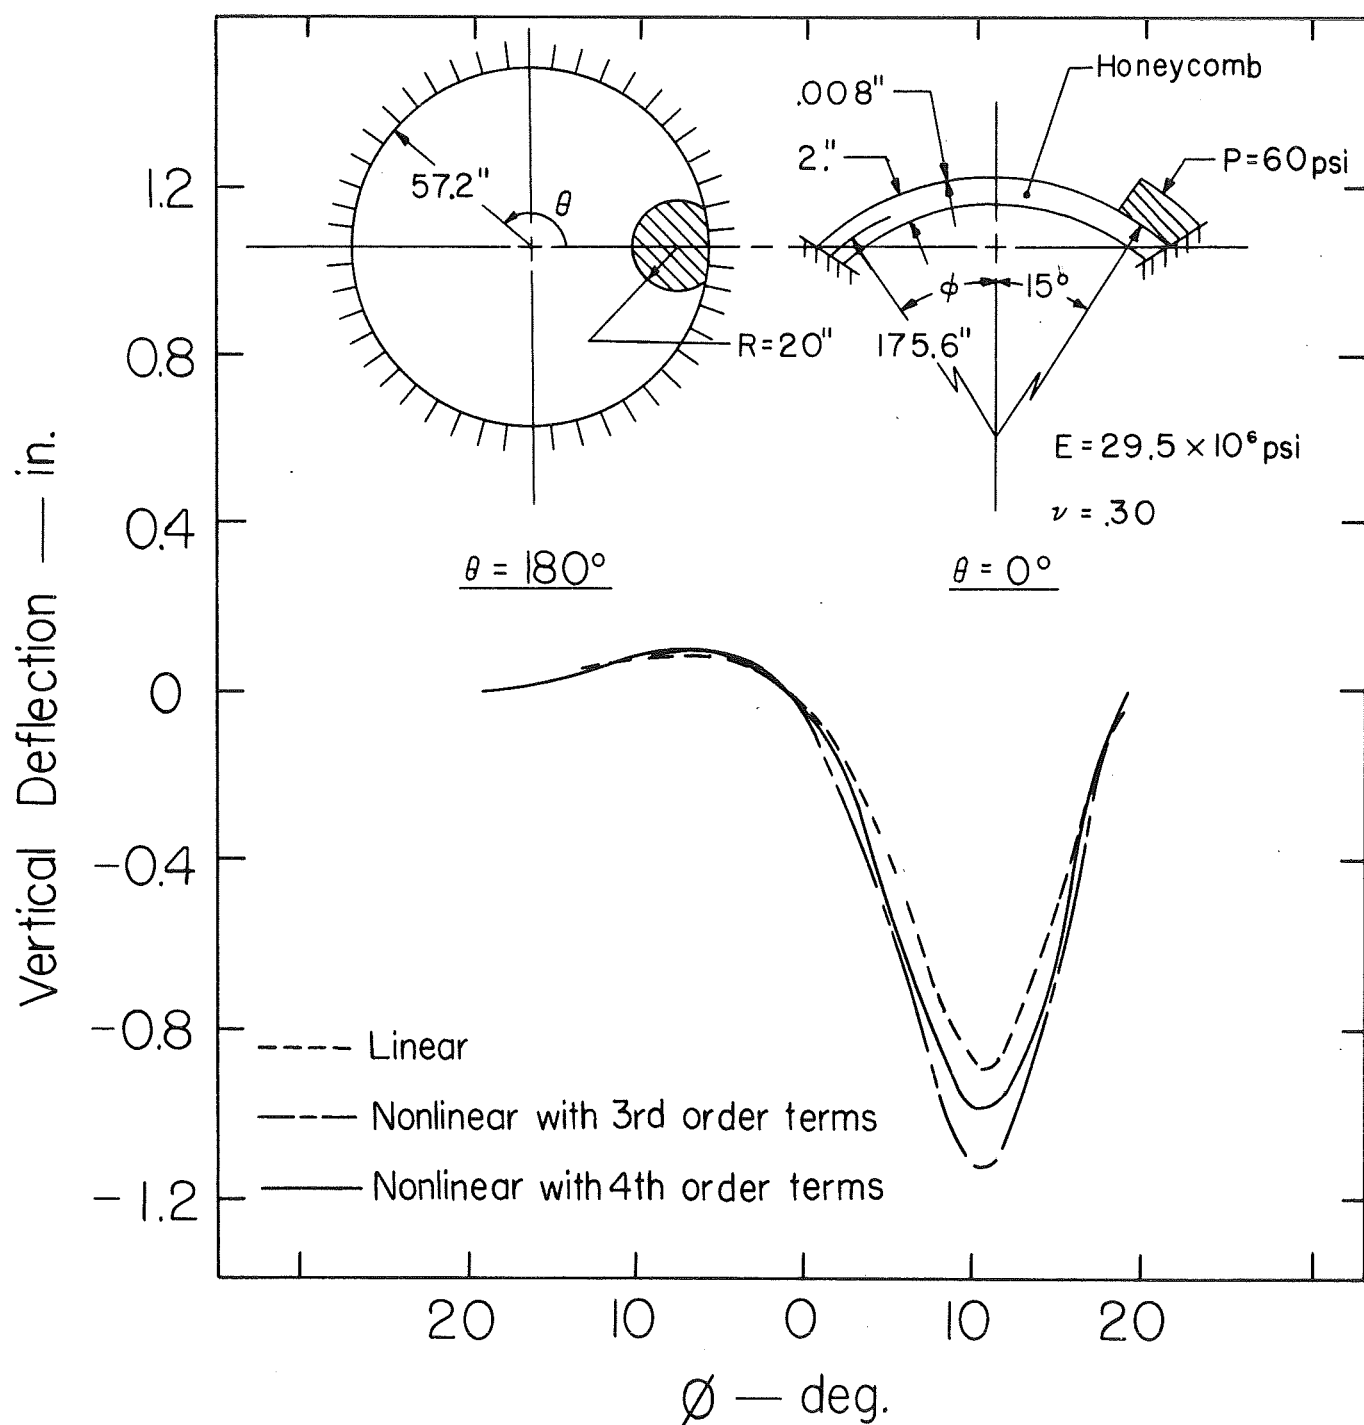 Honeycomb
.008"
2."
P=60psi
57.2"
θ
φ
15°
175.6"
R=20"
E=29.5×10⁶psi
ν=.30
θ=180°
θ=0°
Vertical Deflection — in.
1.2
0.8
0.4
0
-0.4
-0.8
-1.2
Linear
Nonlinear with 3rd order terms
Nonlinear with 4th order terms
20
10
0
10
20
Ø — deg.